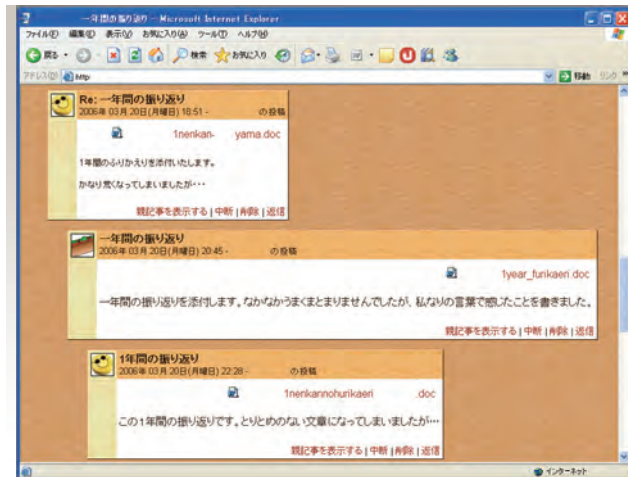 一年間の振り返り - Microsoft Internet Explorer
ファイル(F) 編集(E) 表示(V) お気に入り(A) ツール(T) ヘルプ(H)
戻る 検索 お気に入り
アドレス(D) http 移動 リンク
Re: 一年間の振り返り
2006年 03月 20日(月曜日) 18:51 - の投稿
1nenkan- yama.doc
1年間のふりかえりを添付いたします。
かなり荒くなってしまいましたが・・・
親記事を表示する | 中断 | 削除 | 返信
一年間の振り返り
2006年 03月 20日(月曜日) 20:45 - の投稿
1year_furikaeri.doc
一年間の振り返りを添付します。なかなかうまくまとまりませんでしたが、私なりの言葉で感じたことを書きました。
親記事を表示する | 中断 | 削除 | 返信
1年間の振り返り
2006年 03月 20日(月曜日) 22:28 - の投稿
1nenkannohurikaeri .doc
この1年間の振り返りです。とりとめのない文章になってしまいましたが…
親記事を表示する | 中断 | 削除 | 返信
インターネット